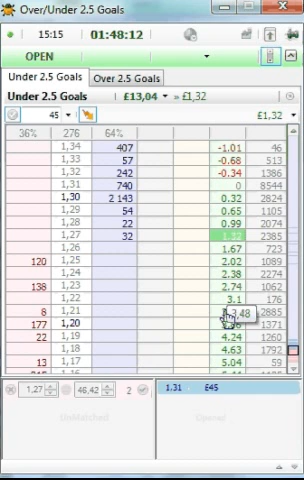 Over/Under 2.5 Goals
15:15 01:48:12
OPEN
Under 2.5 Goals Over 2.5 Goals
Under 2.5 Goals £13,04 » £1,32
45 £1,32
36% 276 64%
1,34 407 -1.01 46
1,33 57 -0.68 513
1,32 242 -0.34 1386
1,31 740 0 8544
1,30 2 143 0.32 2824
1,29 54 0.65 1105
1,28 22 0.99 2074
1,27 32 1.32 2385
1,26 1.67 723
120 1,25 2.02 1089
1,24 2.38 2274
138 1,23 2.74 1062
1,22 3.1 176
8 1,21 3,48 2885
177 1,20 1371
22 1,19 4.24 1260
1,18 4.63 1792
13 1,17 5.04 59
1,16
1,27 46,42 2
1.31 £45
UnMatched Opened